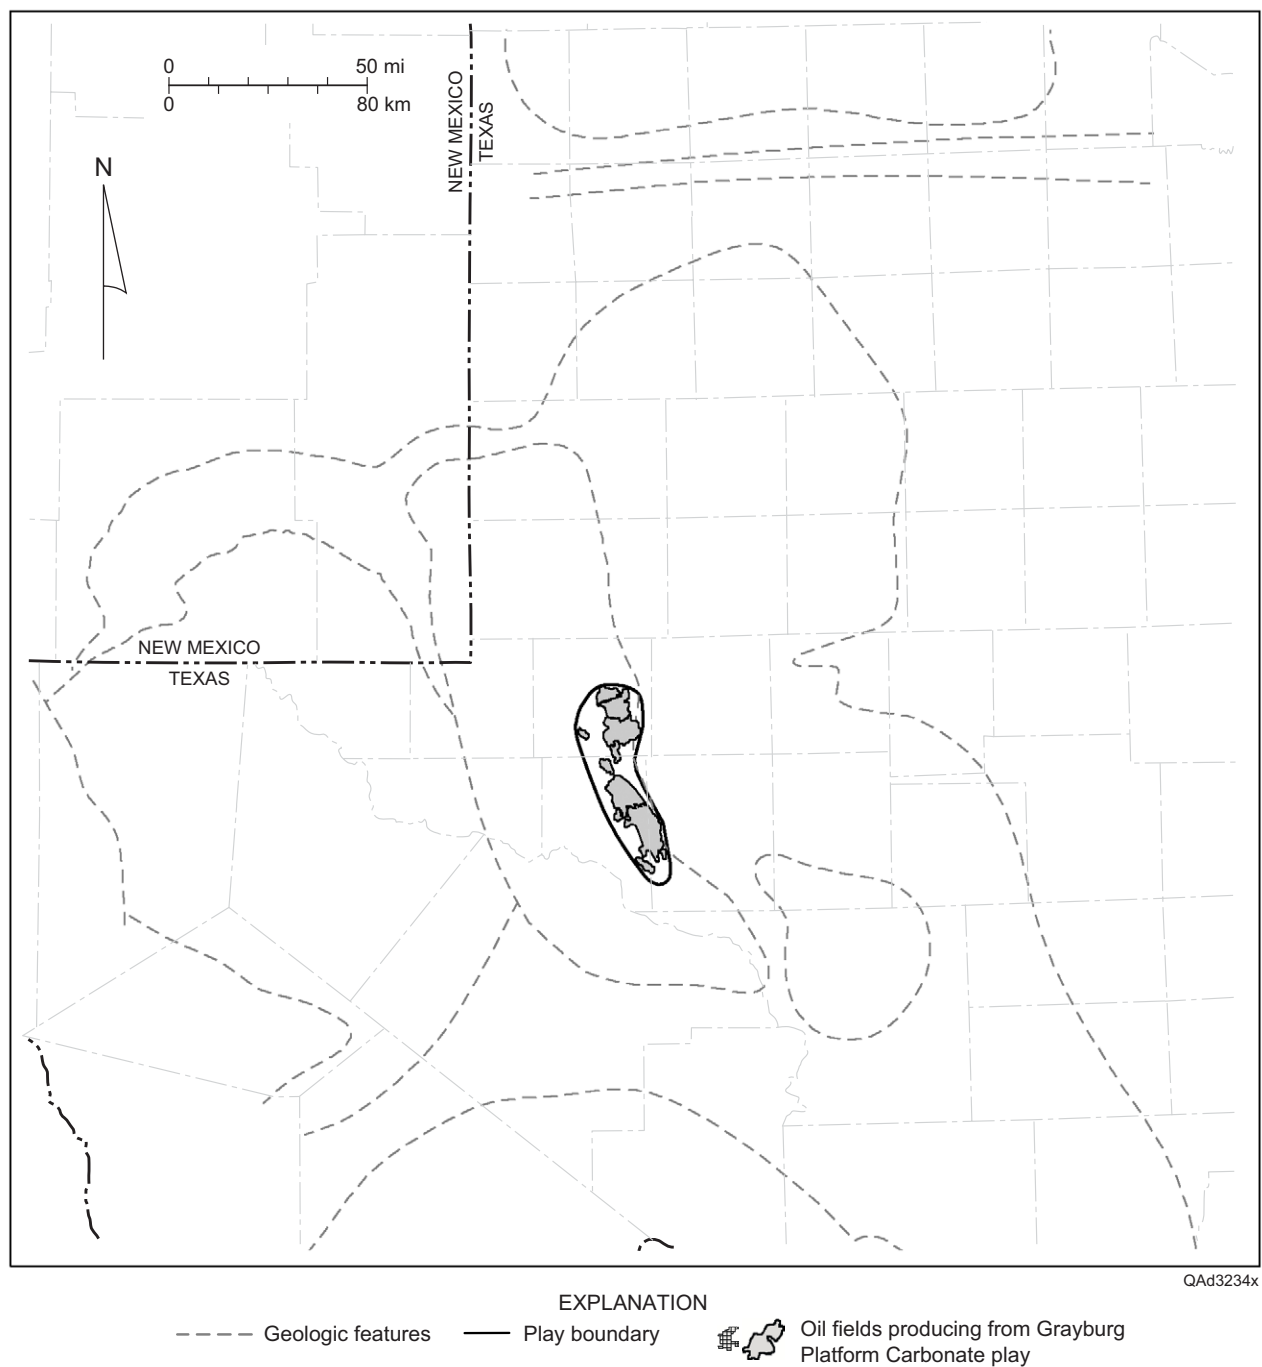 0 50 mi
0 80 km
NEW MEXICO
TEXAS
N
NEW MEXICO
TEXAS
QAd3234x
EXPLANATION
Geologic features
Play boundary
Oil fields producing from Grayburg
Platform Carbonate play